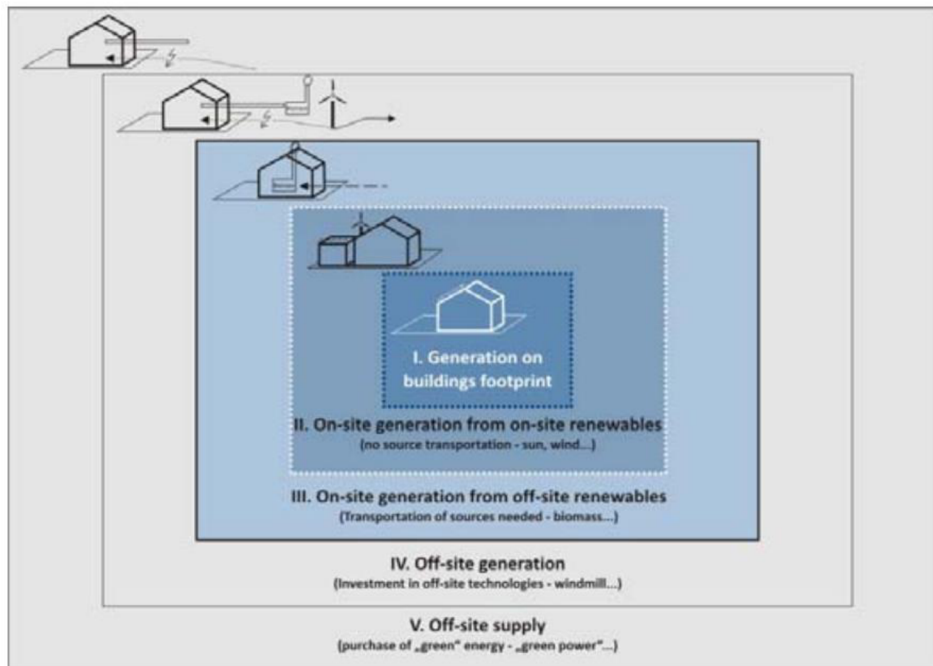 I. Generation on
buildings footprint
II. On-site generation from on-site renewables
(no source transportation - sun, wind...)
III. On-site generation from off-site renewables
(Transportation of sources needed - biomass...)
IV. Off-site generation
(Investment in off-site technologies - windmill...)
V. Off-site supply
(purchase of „green“ energy - „green power“...)